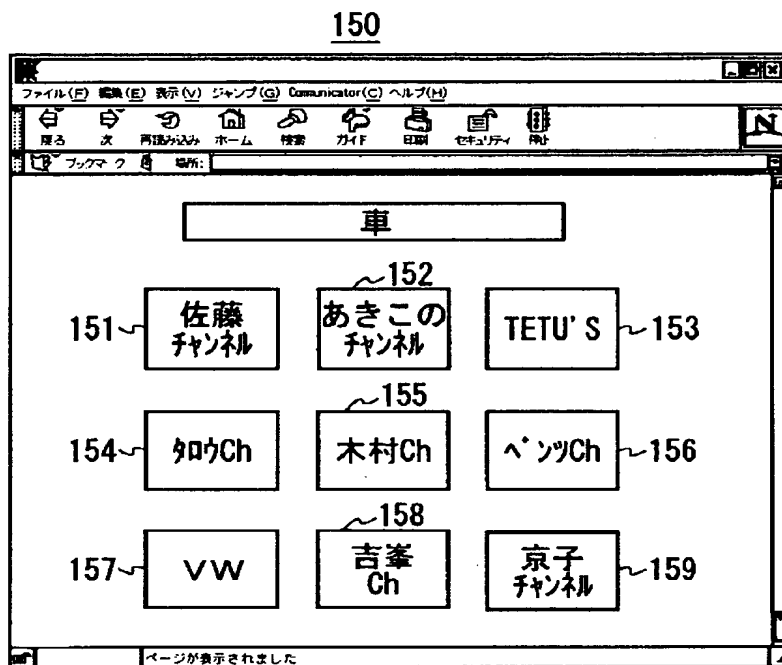 150
ファイル(F) 編集(E) 表示(V) ジャンプ(G) Communicator(C) ヘルプ(H)
戻る 次 再読み込み ホーム 検索 ガイド 印刷 セキュリティ 停止
N
ブックマーク 場所:
車
152
151 佐藤 あきこの TETU'S 153
チャンネル チャンネル
155
154 タロウCh 木村Ch ベンツCh 156
158
157 VW 吉峯 京子 159
Ch チャンネル
ページが表示されました